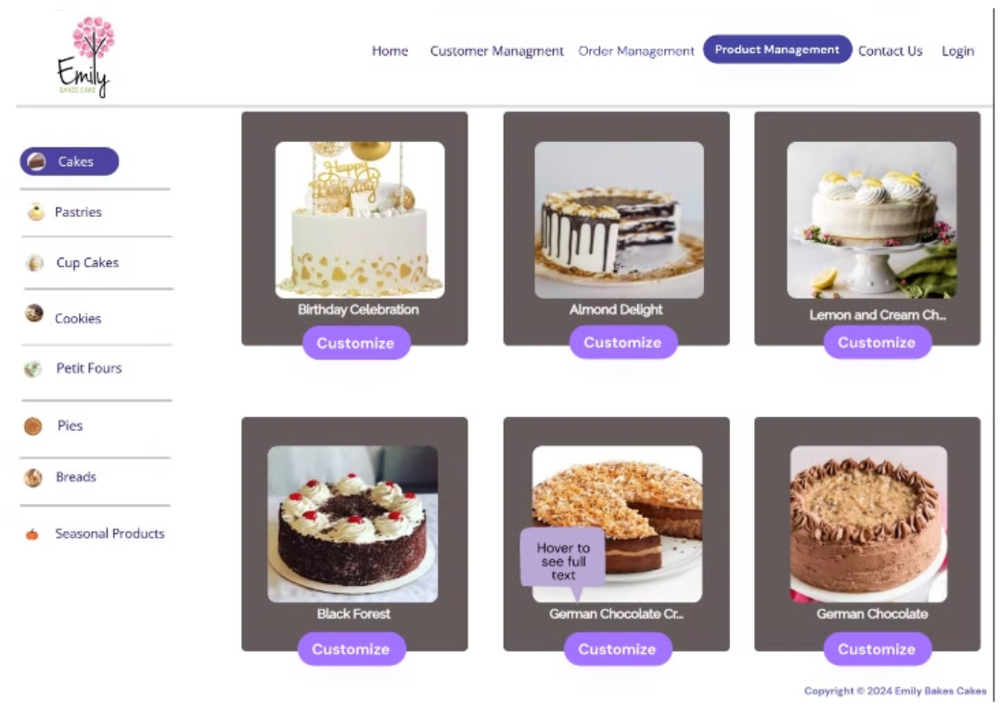 Emily
BAKES CAKE
Home Customer Managment Order Management Product Management Contact Us Login
Cakes
Pastries
Cup Cakes
Cookies
Petit Fours
Pies
Breads
Seasonal Products
Happy
Birthday
Birthday Celebration
Customize
Almond Delight
Customize
Lemon and Cream Ch...
Customize
Black Forest
Customize
Hover to
see full
text
German Chocolate Cr...
Customize
German Chocolate
Customize
Copyright © 2024 Emily Bakes Cakes